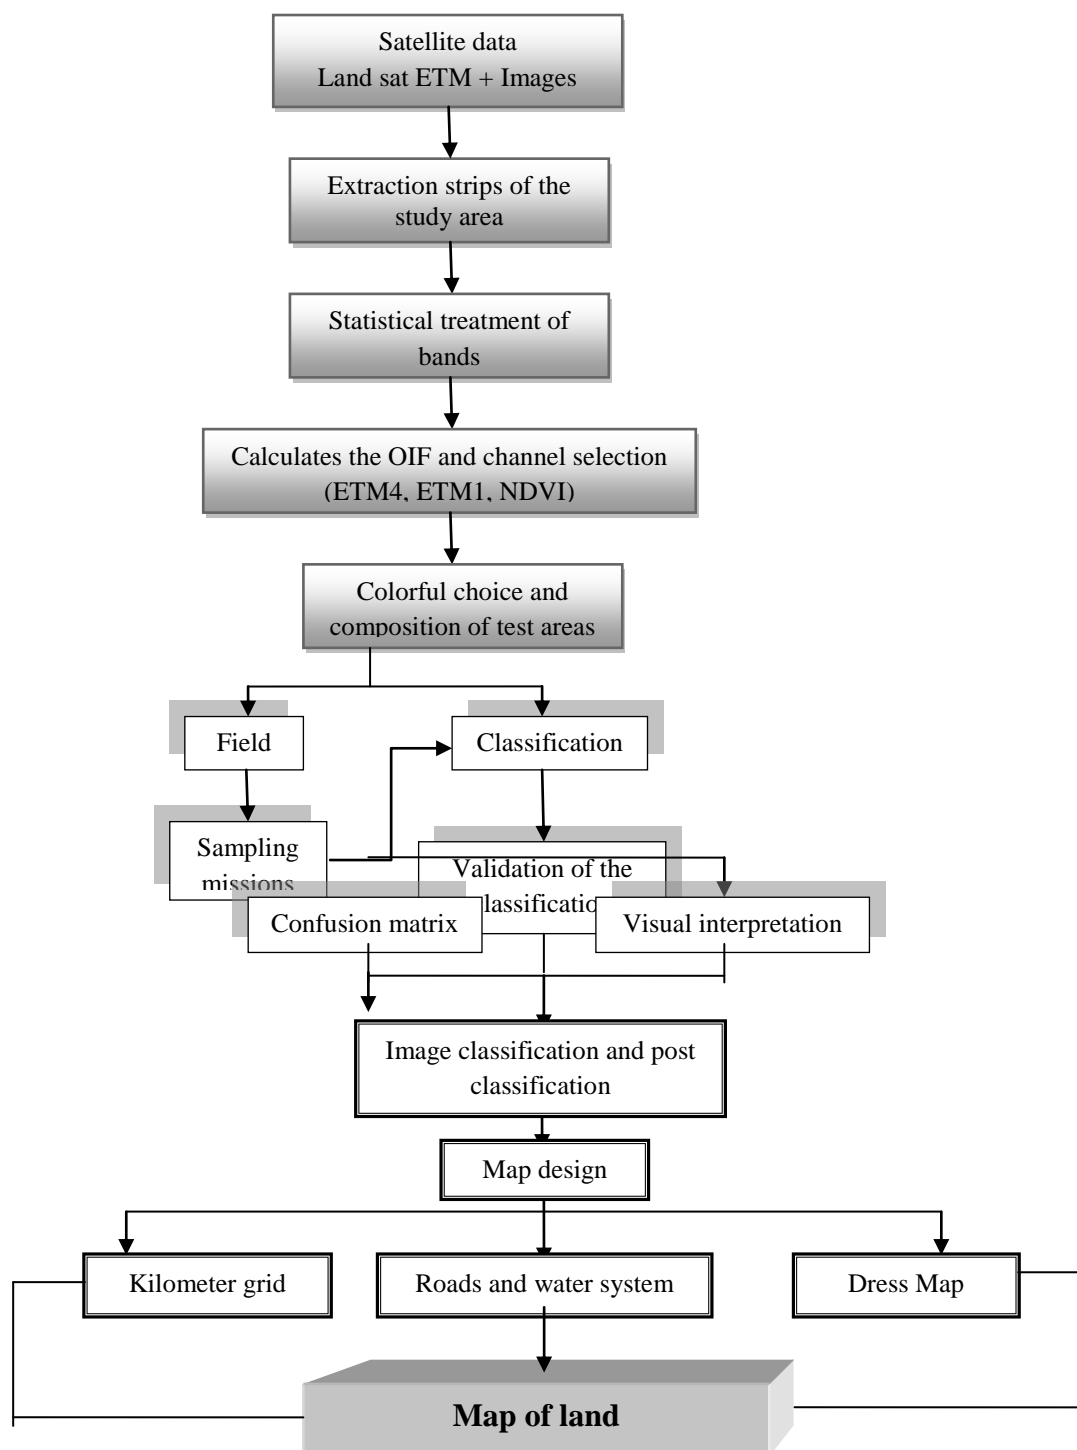 Satellite data
Land sat ETM + Images
Extraction strips of the
study area
Statistical treatment of
bands
Calculates the OIF and channel selection
(ETM4, ETM1, NDVI)
Colorful choice and
composition of test areas
Field
Classification
Sampling
missions
Validation of the
lassification
Confusion matrix
Visual interpretation
Image classification and post
classification
Map design
Kilometer grid
Roads and water system
Dress Map
Map of land